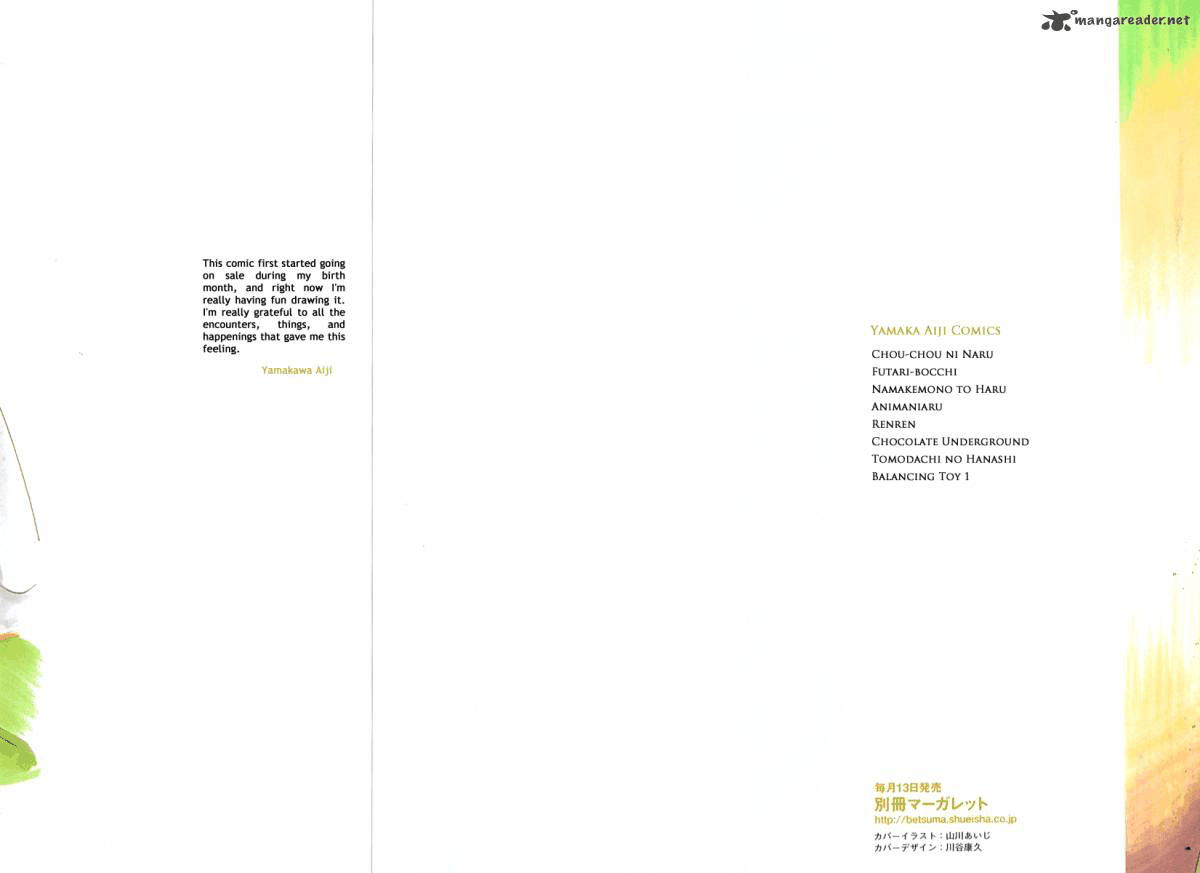 mangareader.net
This comic first started going
on sale during my birth
month, and right now I'm
really having fun drawing it.
I'm really grateful to all the
encounters, things, and
happenings that gave me this
feeling.
Yamakawa Aiji
Yamaka Aiji Comics
Chou-chou ni Naru
Futari-bocchi
Namakemono to Haru
Animaniaru
Renren
Chocolate Underground
Tomodachi no Hanashi
Balancing Toy 1
毎月13日発売
別冊マーガレット
http://betsuma.shueisha.co.jp
カバーイラスト：山川あいじ
カバーデザイン：川谷康久